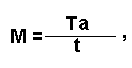 M = Ta / t ,